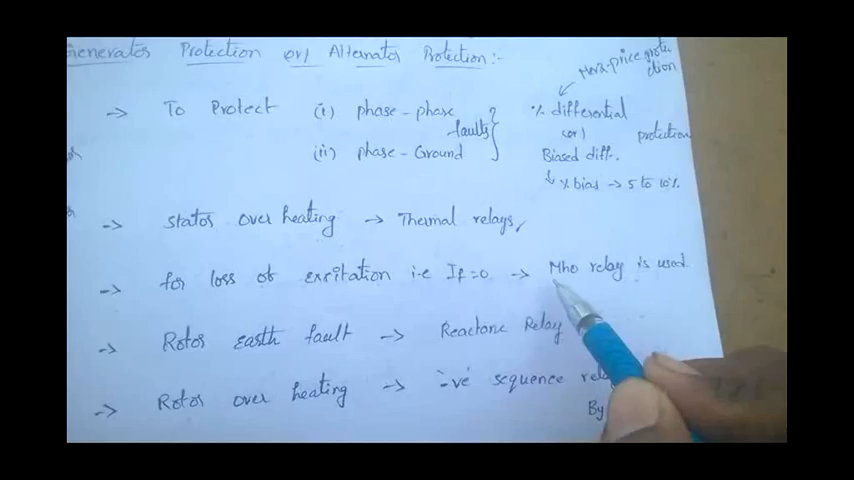 Generator Protection or) Alternator Protection:-
Merz-price protection
-> To Protect (i) phase-phase faults
(ii) phase-Ground
% differential
(or) protection
Biased diff.
% bias -> 5 to 10%.
-> stator over heating -> Thermal relays
-> for loss of excitation i.e If=0 -> Mho relay is used.
-> Rotor earth fault -> Reactance Relay
-> Rotor over heating -> -ve sequence
By